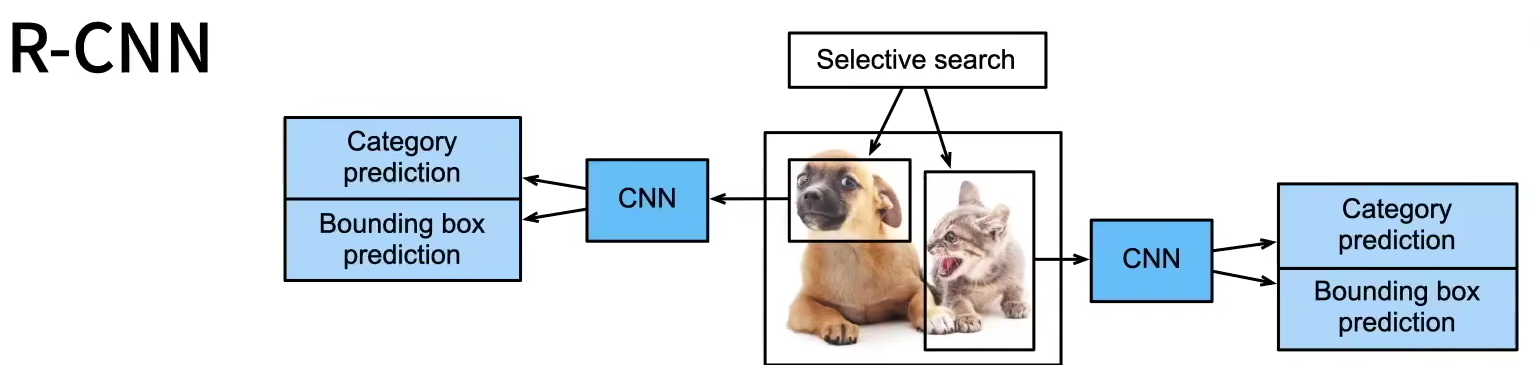 R-CNN
Selective search
Category
prediction
Bounding box
prediction
CNN
CNN
Category
prediction
Bounding box
prediction